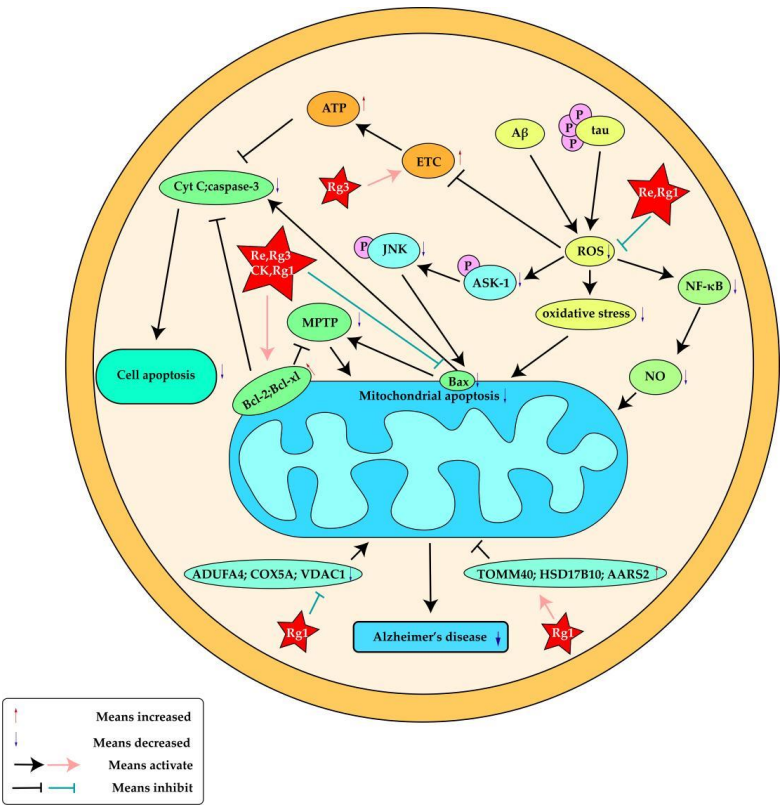 ATP
P
P
P
Aβ
tau
ETC
Cyt C;caspase-3
Rg3
Re,Rg1
P
JNK
ROS
Re,Rg3
CK,Rg1
P
ASK-1
NF-κB
MPTP
oxidative stress
Cell apoptosis
Bcl-2;Bcl-xl
Bax
NO
Mitochondrial apoptosis
ADUFA4; COX5A; VDAC1
TOMM40; HSD17B10; AARS2
Rg1
Alzheimer's disease
Rg1
Means increased
Means decreased
Means activate
Means inhibit